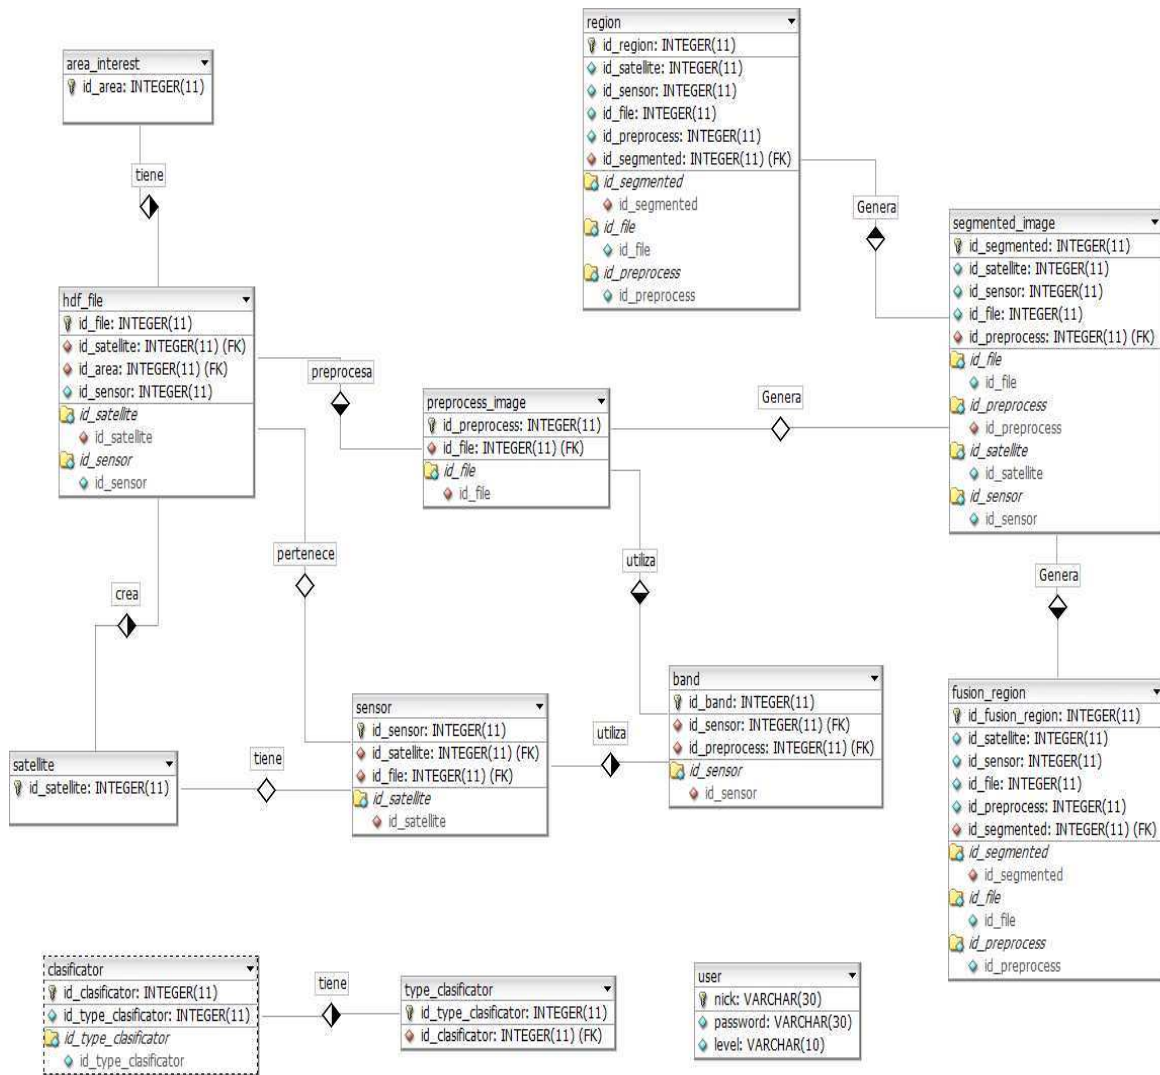 area_interest
id_area: INTEGER(11)
tiene
hdf_file
id_file: INTEGER(11)
id_satellite: INTEGER(11) (FK)
id_area: INTEGER(11) (FK)
id_sensor: INTEGER(11)
id_satellite
id_satellite
id_sensor
id_sensor
preprocesa
preprocess_image
id_preprocess: INTEGER(11)
id_file: INTEGER(11) (FK)
id_file
id_file
region
id_region: INTEGER(11)
id_satellite: INTEGER(11)
id_sensor: INTEGER(11)
id_file: INTEGER(11)
id_preprocess: INTEGER(11)
id_segmented: INTEGER(11) (FK)
id_segmented
id_segmented
id_file
id_file
id_preprocess
id_preprocess
Genera
segmented_image
id_segmented: INTEGER(11)
id_satellite: INTEGER(11)
id_sensor: INTEGER(11)
id_file: INTEGER(11)
id_preprocess: INTEGER(11) (FK)
id_file
id_file
id_preprocess
id_preprocess
id_satellite
id_satellite
id_sensor
id_sensor
Genera
pertenece
utiliza
Genera
crea
satellite
id_satellite: INTEGER(11)
tiene
sensor
id_sensor: INTEGER(11)
id_satellite: INTEGER(11) (FK)
id_file: INTEGER(11) (FK)
id_satellite
id_satellite
utiliza
band
id_band: INTEGER(11)
id_sensor: INTEGER(11) (FK)
id_preprocess: INTEGER(11) (FK)
id_sensor
id_sensor
fusion_region
id_fusion_region: INTEGER(11)
id_satellite: INTEGER(11)
id_sensor: INTEGER(11)
id_file: INTEGER(11)
id_preprocess: INTEGER(11)
id_segmented: INTEGER(11) (FK)
id_segmented
id_segmented
id_file
id_file
id_preprocess
id_preprocess
clasificator
id_clasificator: INTEGER(11)
id_type_clasificator: INTEGER(11)
id_type_clasificator
id_type_clasificator
tiene
type_clasificator
id_type_clasificator: INTEGER(11)
id_clasificator: INTEGER(11) (FK)
user
nick: VARCHAR(30)
password: VARCHAR(30)
level: VARCHAR(10)